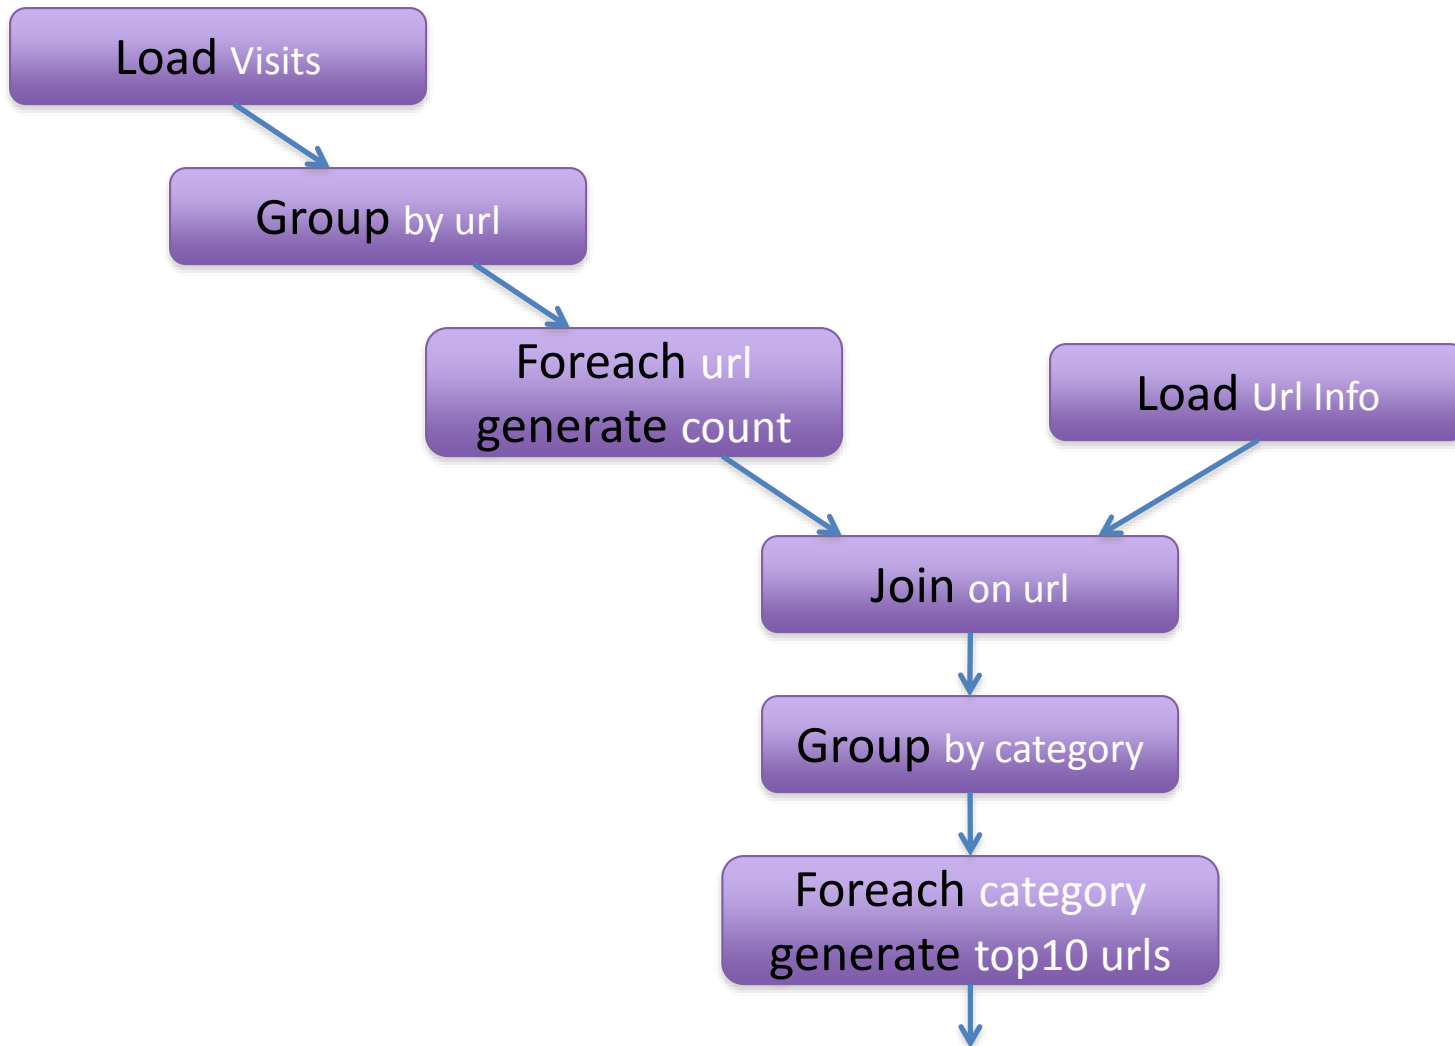 Load Visits
Group by url
Foreach url
generate count
Load Url Info
Join on url
Group by category
Foreach category
generate top10 urls